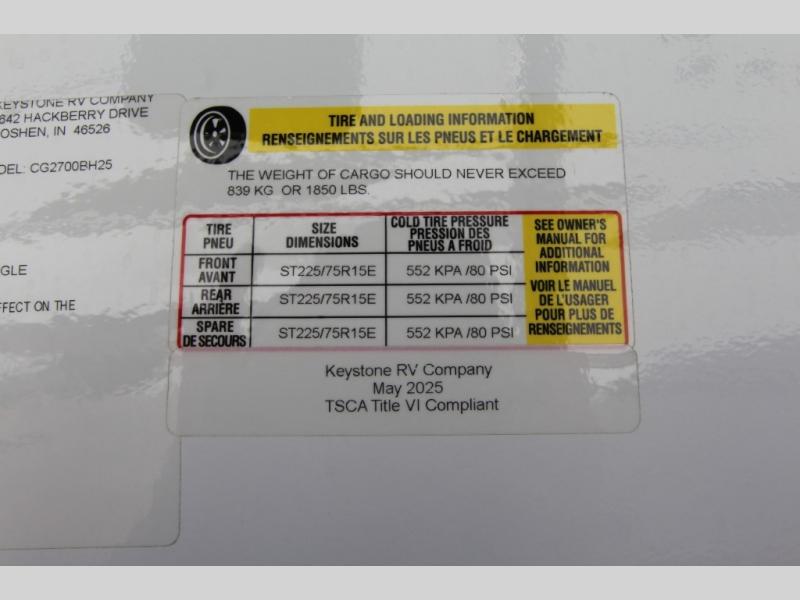 KEYSTONE RV COMPANY
642 HACKBERRY DRIVE
OSHEN, IN 46526
DEL: CG2700BH25
GLE
FFECT ON THE
TIRE AND LOADING INFORMATION
RENSEIGNEMENTS SUR LES PNEUS ET LE CHARGEMENT
THE WEIGHT OF CARGO SHOULD NEVER EXCEED
839 KG OR 1850 LBS.
TIRE
PNEU
SIZE
DIMENSIONS
COLD TIRE PRESSURE
PRESSION DES
PNEUS A FROID
FRONT
AVANT
ST225/75R15E
552 KPA /80 PSI
REAR
ARRIÈRE
ST225/75R15E
552 KPA /80 PSI
SPARE
DE SECOURS
ST225/75R15E
552 KPA /80 PSI
SEE OWNER'S
MANUAL FOR
ADDITIONAL
INFORMATION
VOIR LE MANUEL
DE L'USAGER
POUR PLUS DE
RENSEIGNEMENTS
Keystone RV Company
May 2025
TSCA Title VI Compliant